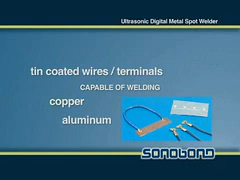 Ultrasonic Digital Metal Spot Welder
tin coated wires / terminals
CAPABLE OF WELDING
copper
aluminum
SONOBOND